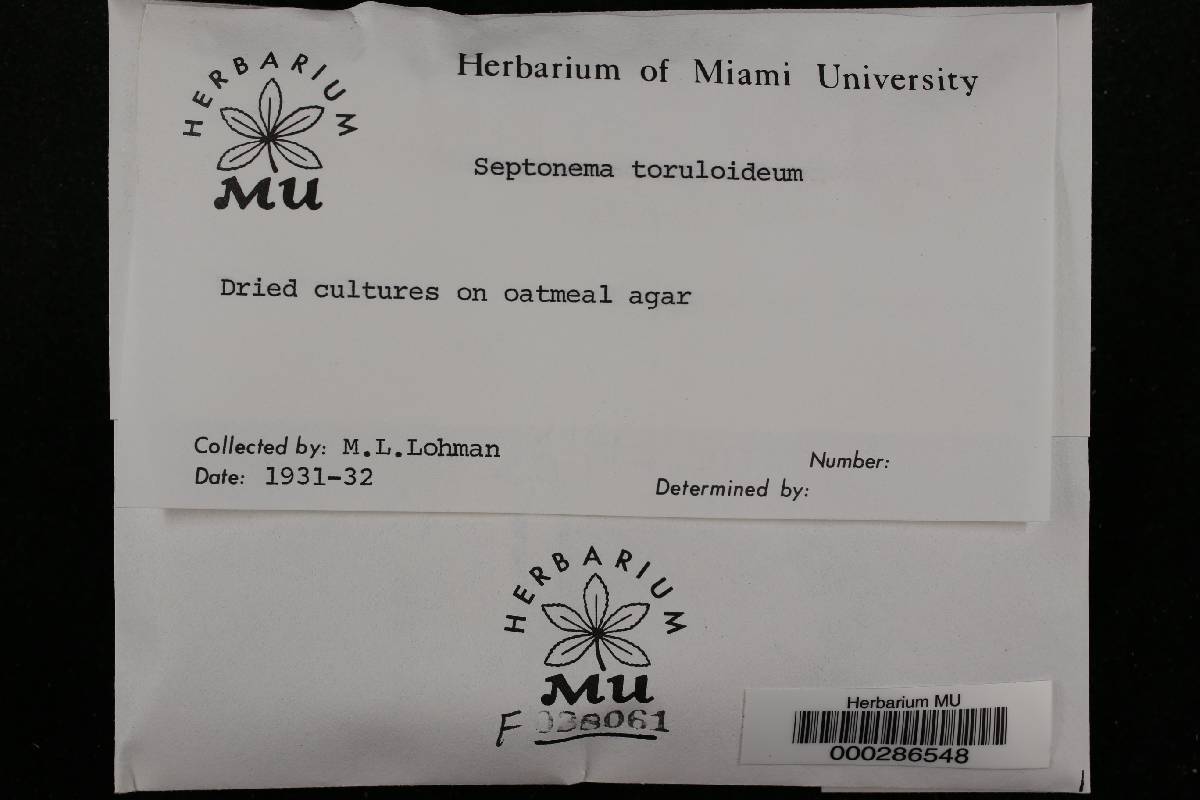 HERBARIUM
MU
Herbarium of Miami University
Septonema toruloideum
Dried cultures on oatmeal agar
Collected by: M.L.Lohman
Date: 1931-32
Number:
Determined by:
HERBARIUM
MU
F 038061
Herbarium MU
000286548